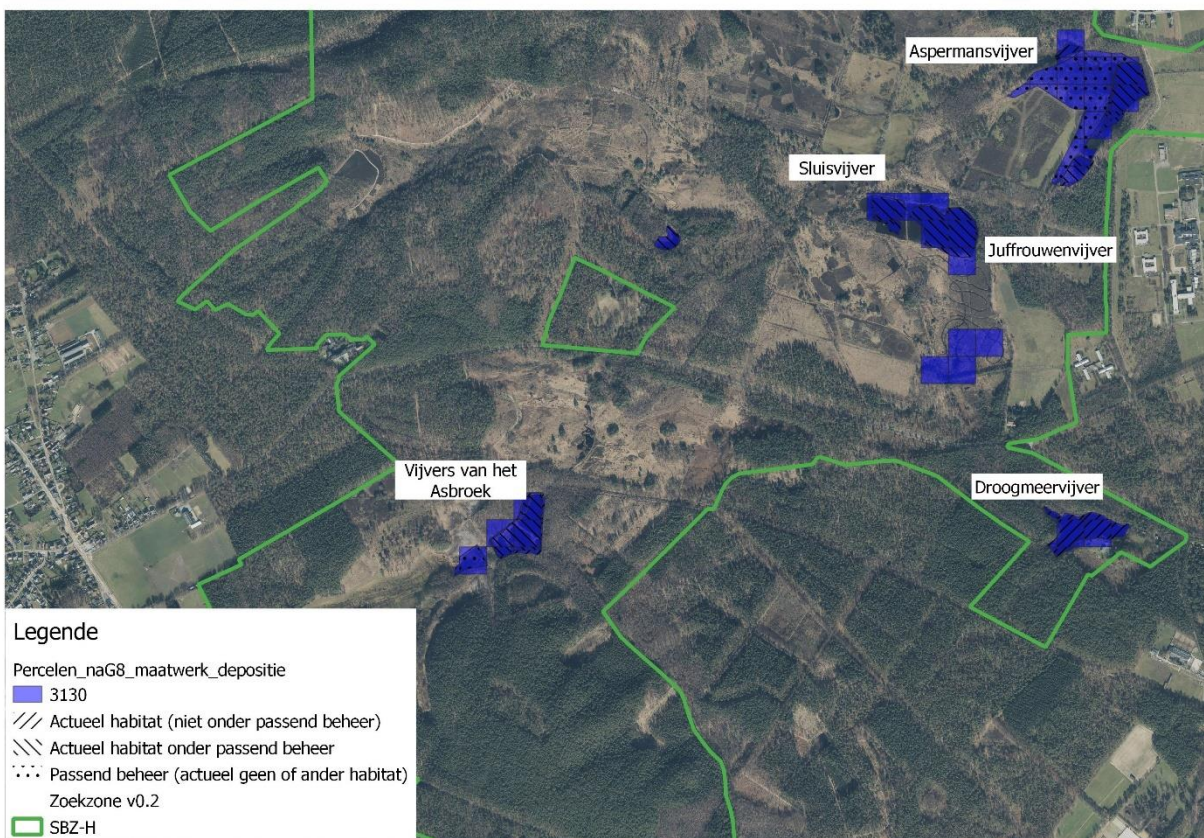 Aspermansvijver
Sluisvijver
Juffrouwenvijver
Vijvers van het
Asbroek
Droogmeervijver
Legende
Percelen_naG8_maatwerk_depositie
3130
Actueel habitat (niet onder passend beheer)
Actueel habitat onder passend beheer
Passend beheer (actueel geen of ander habitat)
Zoekzone v0.2
SBZ-H